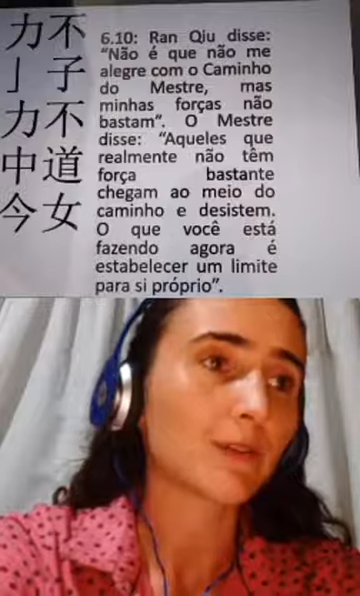 不子不道女
力」力中今
6.10: Ran Qiu disse:
“Não é que não me
alegre com o Caminho
do Mestre, mas
minhas forças não
bastam”. O Mestre
disse: “Aqueles que
realmente não têm
força bastante
chegam ao meio do
caminho e desistem.
O que você está
fazendo agora é
estabelecer um limite
para si próprio”.